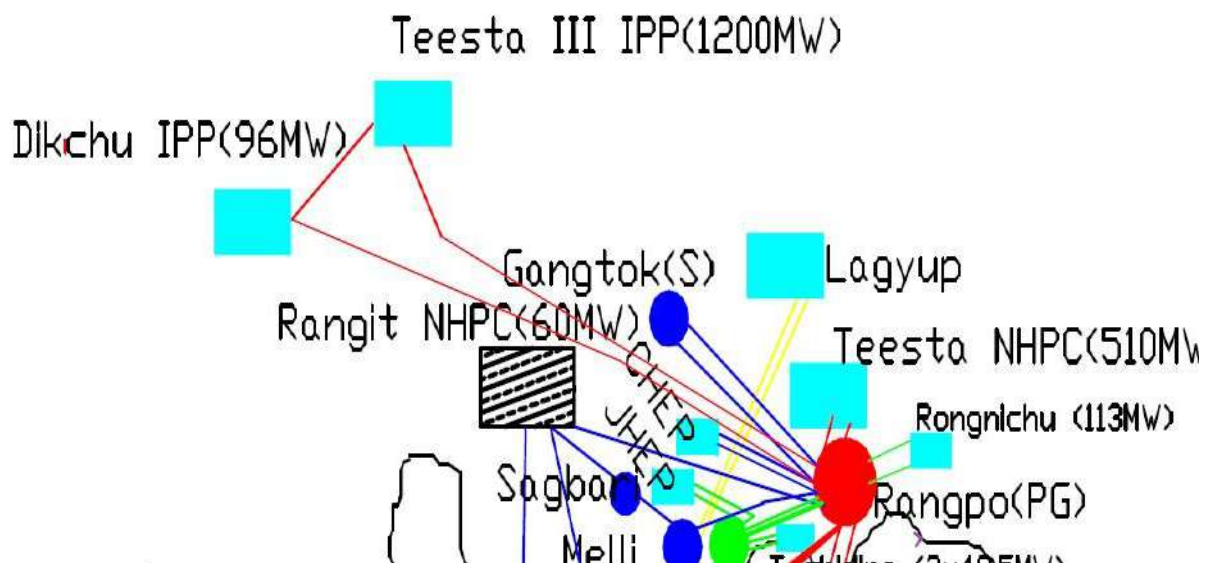 Teesta III IPP(1200MW)
Dikchu IPP(96MW)
Gangtok(S)
Lagyup
Rangit NHPC(60MW)
Teesta NHPC(510MW
CHEP
JHEP
Rongnichu (113MW)
Sagbari
Rangpo(PG)
Melli